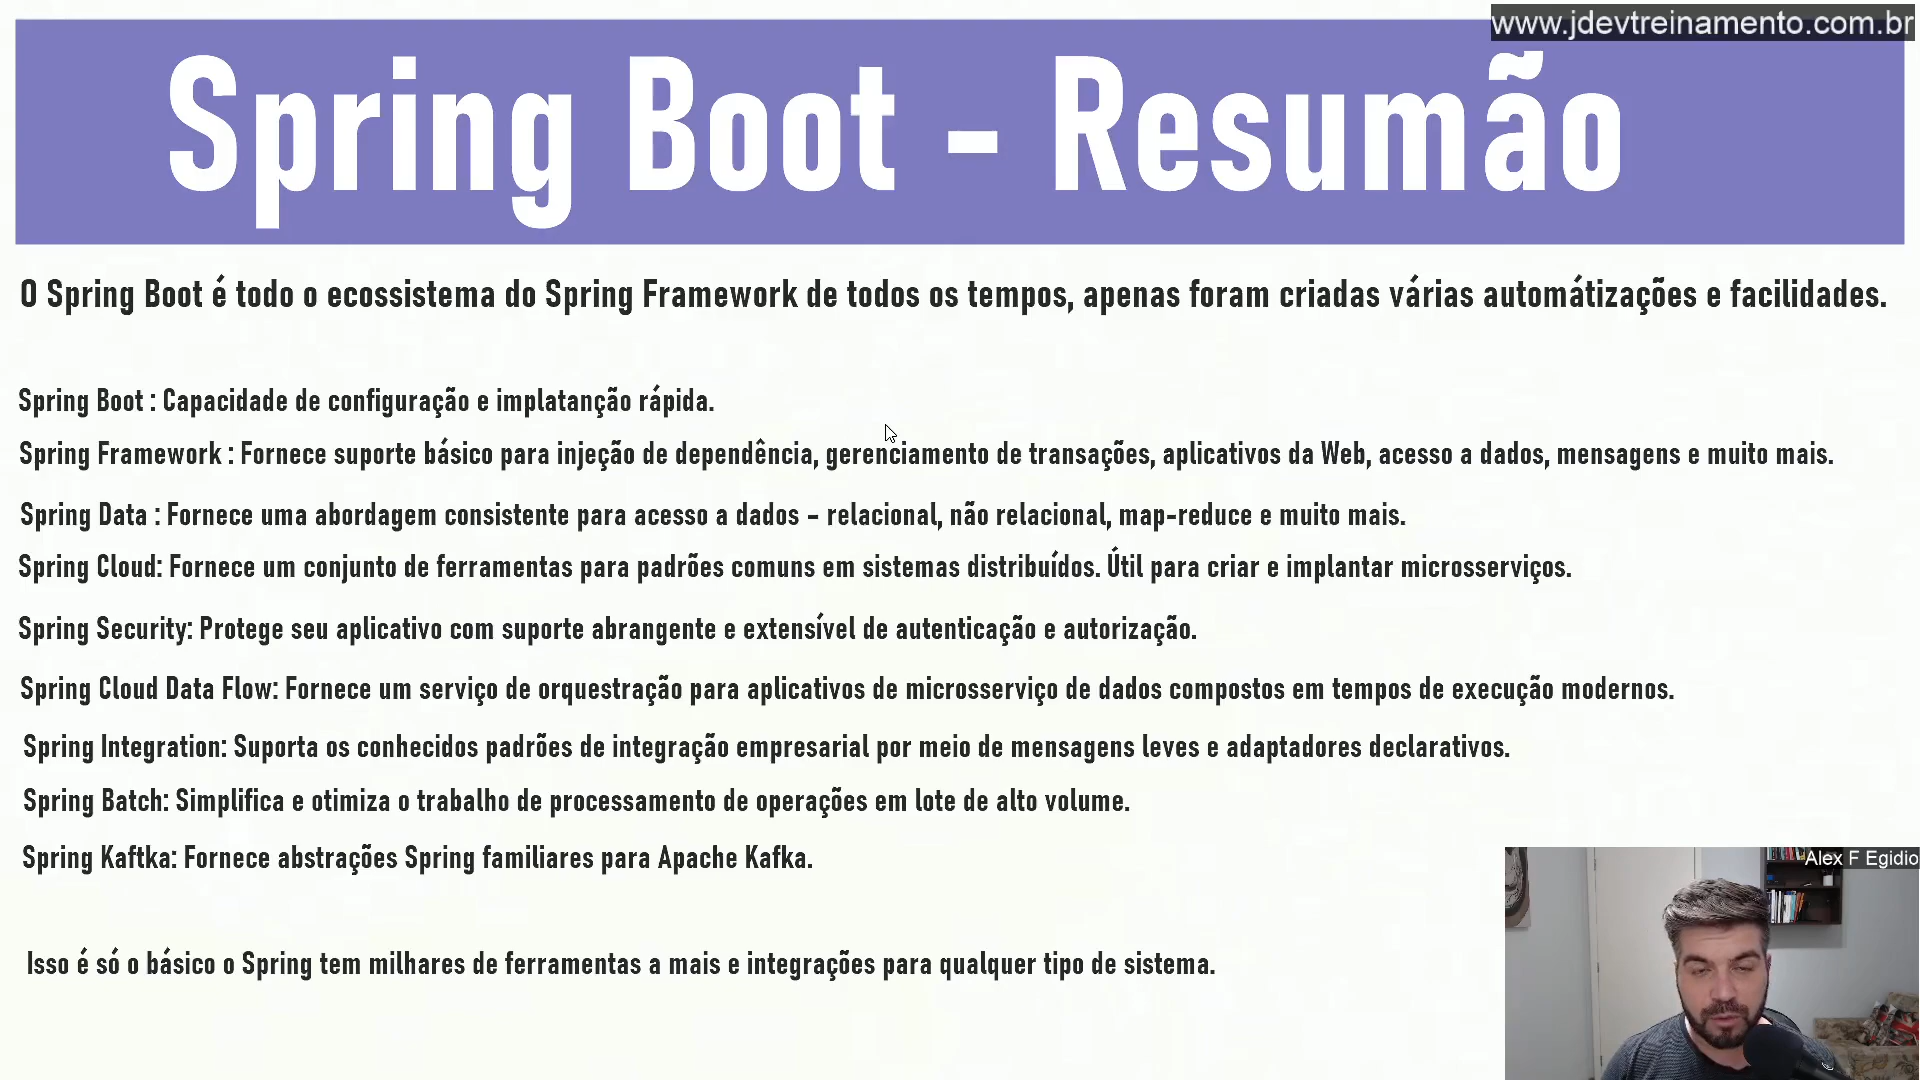 www.jdevtreinamento.com.br
Spring Boot - Resumão
O Spring Boot é todo o ecossistema do Spring Framework de todos os tempos, apenas foram criadas várias automátizações e facilidades.
Spring Boot : Capacidade de configuração e implatanção rápida.
Spring Framework : Fornece suporte básico para injeção de dependência, gerenciamento de transações, aplicativos da Web, acesso a dados, mensagens e muito mais.
Spring Data : Fornece uma abordagem consistente para acesso a dados – relacional, não relacional, map-reduce e muito mais.
Spring Cloud: Fornece um conjunto de ferramentas para padrões comuns em sistemas distribuídos. Útil para criar e implantar microsserviços.
Spring Security: Protege seu aplicativo com suporte abrangente e extensível de autenticação e autorização.
Spring Cloud Data Flow: Fornece um serviço de orquestração para aplicativos de microsserviço de dados compostos em tempos de execução modernos.
Spring Integration: Suporta os conhecidos padrões de integração empresarial por meio de mensagens leves e adaptadores declarativos.
Spring Batch: Simplifica e otimiza o trabalho de processamento de operações em lote de alto volume.
Spring Kaftka: Fornece abstrações Spring familiares para Apache Kafka.
Alex F Egidio
Isso é só o básico o Spring tem milhares de ferramentas a mais e integrações para qualquer tipo de sistema.